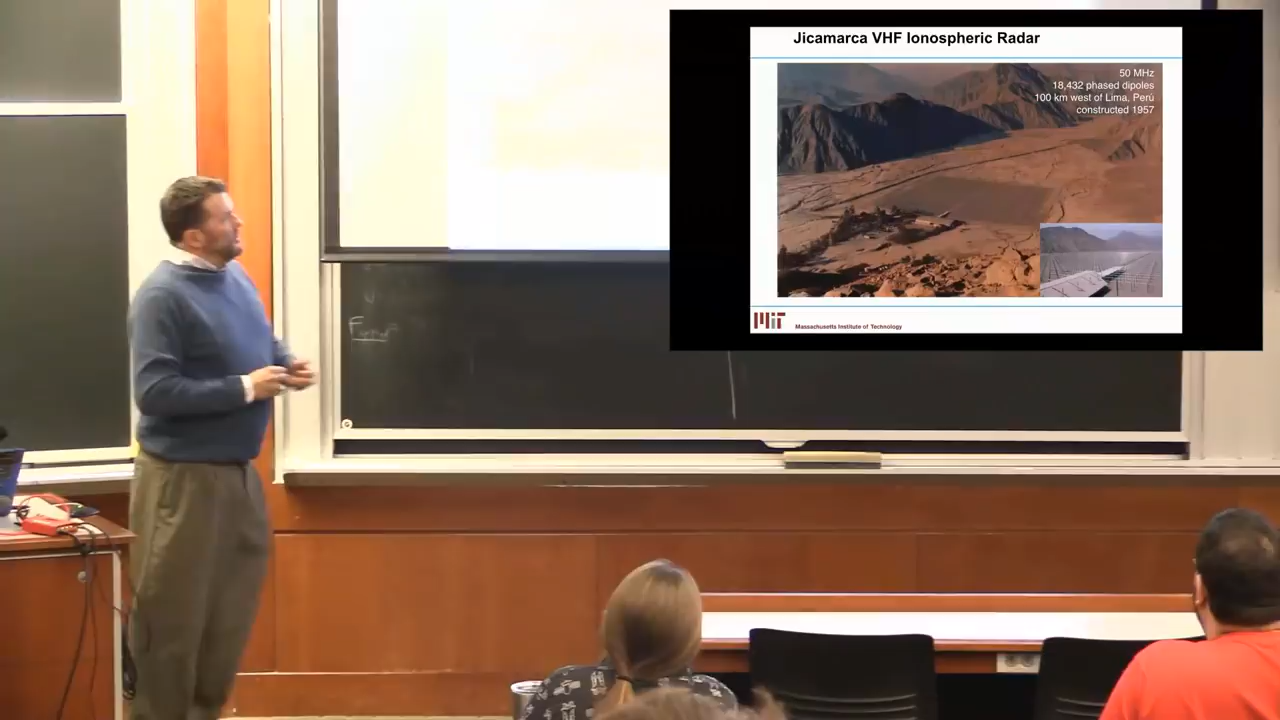 Jicamarca VHF Ionospheric Radar
50 MHz
18,432 phased dipoles
100 km west of Lima, Perú
constructed 1957
MIT
Massachusetts Institute of Technology